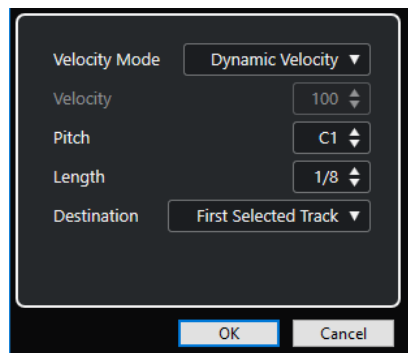 Velocity Mode Dynamic Velocity
Velocity 100
Pitch C1
Length 1/8
Destination First Selected Track
OK Cancel